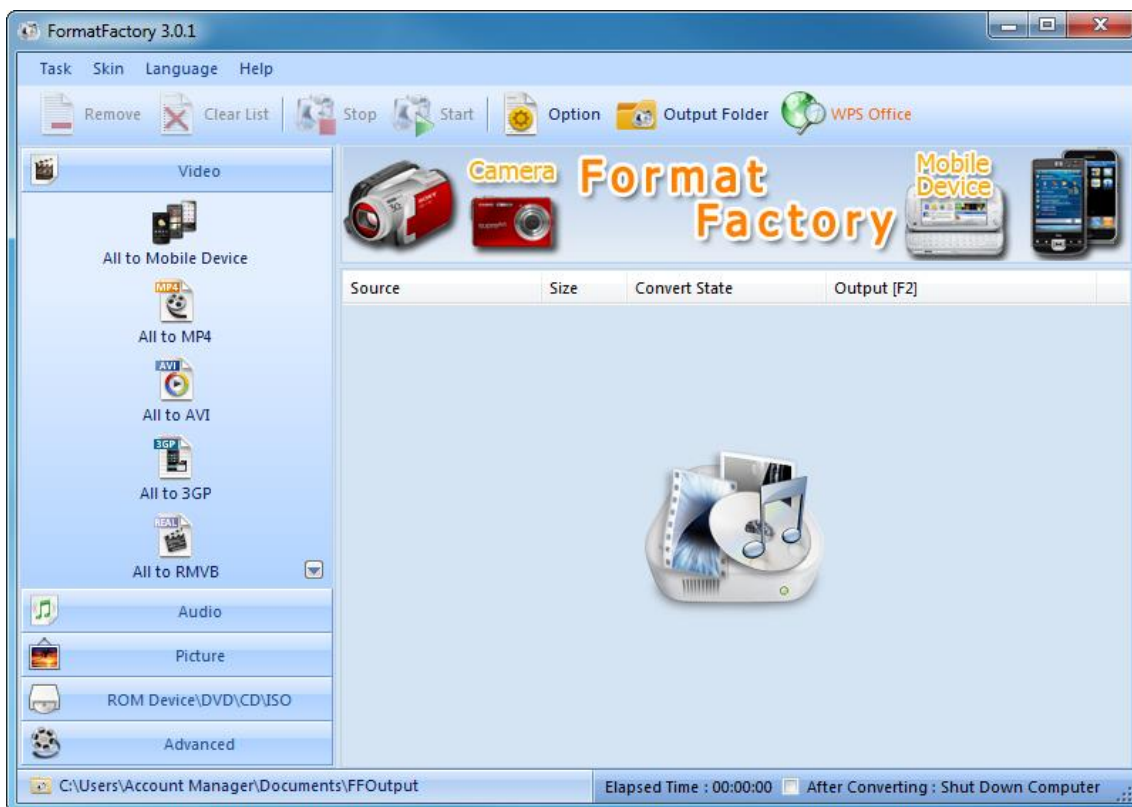 FormatFactory 3.0.1
Task Skin Language Help
Remove Clear List Stop Start Option Output Folder WPS Office
Video
All to Mobile Device
MP4
All to MP4
AVI
All to AVI
3GP
All to 3GP
REAL
All to RMVB
Audio
Picture
ROM Device\DVD\CD\ISO
Advanced
Camera
Format
Factory
Mobile
Device
SONY
Source Size Convert State Output [F2]
C:\Users\Account Manager\Documents\FFOutput
Elapsed Time : 00:00:00 After Converting : Shut Down Computer